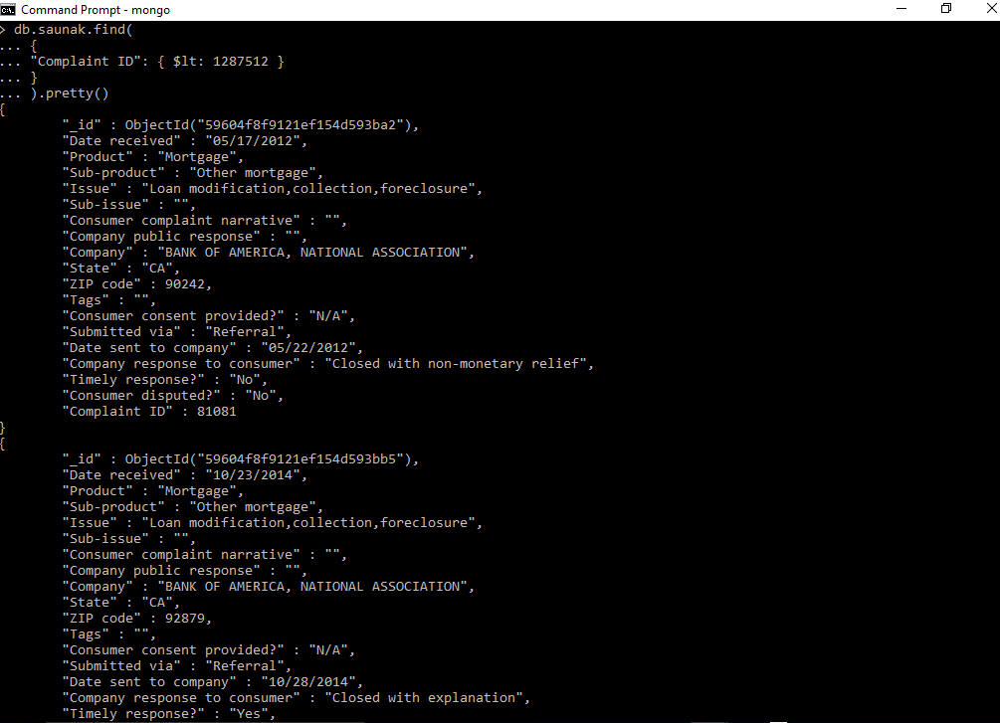 Command Prompt - mongo
> db.saunak.find(
... {
... "Complaint ID": { $lt: 1287512 }
... }
... ).pretty()
{
"_id" : ObjectId("59604f8f9121ef154d593ba2"),
"Date received" : "05/17/2012",
"Product" : "Mortgage",
"Sub-product" : "Other mortgage",
"Issue" : "Loan modification,collection,foreclosure",
"Sub-issue" : "",
"Consumer complaint narrative" : "",
"Company public response" : "",
"Company" : "BANK OF AMERICA, NATIONAL ASSOCIATION",
"State" : "CA",
"ZIP code" : 90242,
"Tags" : "",
"Consumer consent provided?" : "N/A",
"Submitted via" : "Referral",
"Date sent to company" : "05/22/2012",
"Company response to consumer" : "Closed with non-monetary relief",
"Timely response?" : "No",
"Consumer disputed?" : "No",
"Complaint ID" : 81081
}
{
"_id" : ObjectId("59604f8f9121ef154d593bb5"),
"Date received" : "10/23/2014",
"Product" : "Mortgage",
"Sub-product" : "Other mortgage",
"Issue" : "Loan modification,collection,foreclosure",
"Sub-issue" : "",
"Consumer complaint narrative" : "",
"Company public response" : "",
"Company" : "BANK OF AMERICA, NATIONAL ASSOCIATION",
"State" : "CA",
"ZIP code" : 92879,
"Tags" : "",
"Consumer consent provided?" : "N/A",
"Submitted via" : "Referral",
"Date sent to company" : "10/28/2014",
"Company response to consumer" : "Closed with explanation",
"Timely response?" : "Yes",